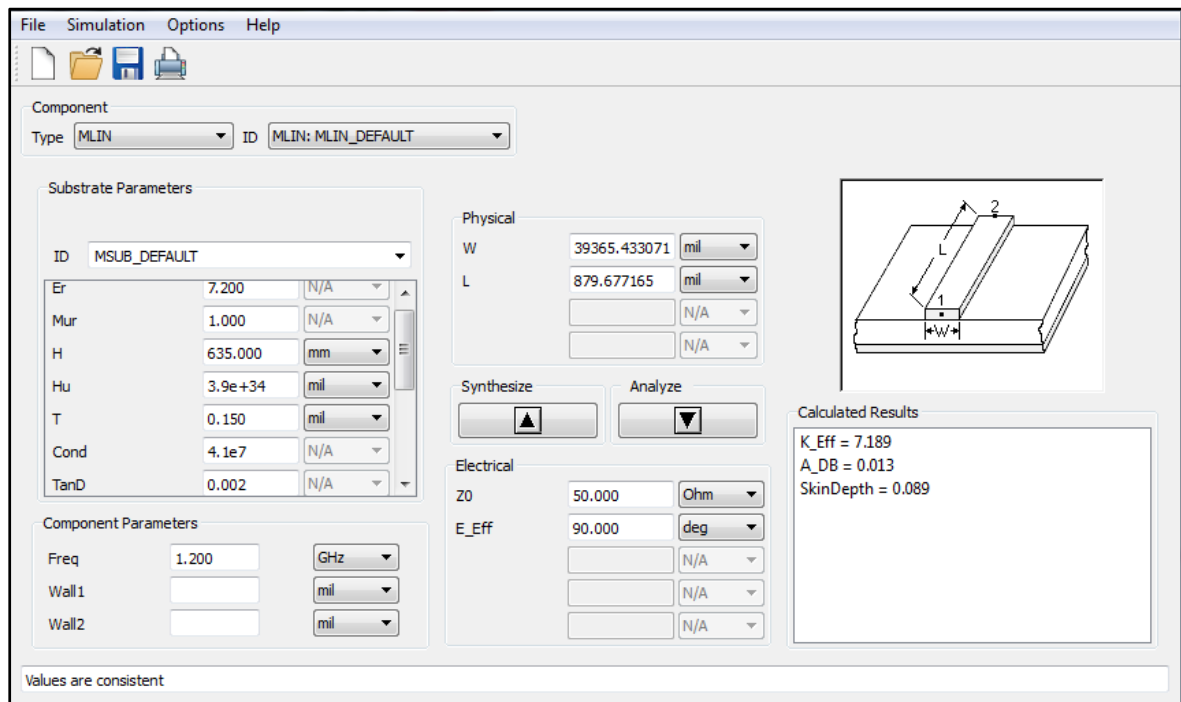 File Simulation Options Help
Component
Type MLIN ID MLIN: MLIN_DEFAULT
Substrate Parameters
ID MSUB_DEFAULT
Er 7.200 N/A
Mur 1.000 N/A
H 635.000 mm
Hu 3.9e+34 mil
T 0.150 mil
Cond 4.1e7 N/A
TanD 0.002 N/A
Component Parameters
Freq 1.200 GHz
Wall1 mil
Wall2 mil
Physical
W 39365.433071 mil
L 879.677165 mil
N/A
N/A
Synthesize Analyze
Electrical
Z0 50.000 Ohm
E_Eff 90.000 deg
N/A
N/A
N/A
2
L
1
W
Calculated Results
K_Eff = 7.189
A_DB = 0.013
SkinDepth = 0.089
Values are consistent